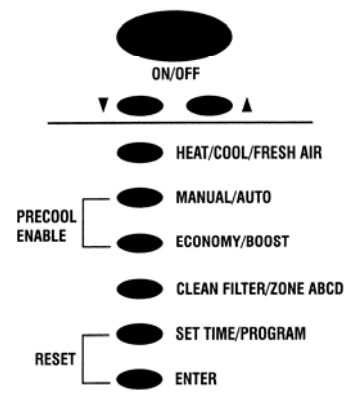 ON/OFF
▼ ▲
HEAT/COOL/FRESH AIR
MANUAL/AUTO
PRECOOL
ENABLE
ECONOMY/BOOST
CLEAN FILTER/ZONE ABCD
SET TIME/PROGRAM
RESET
ENTER